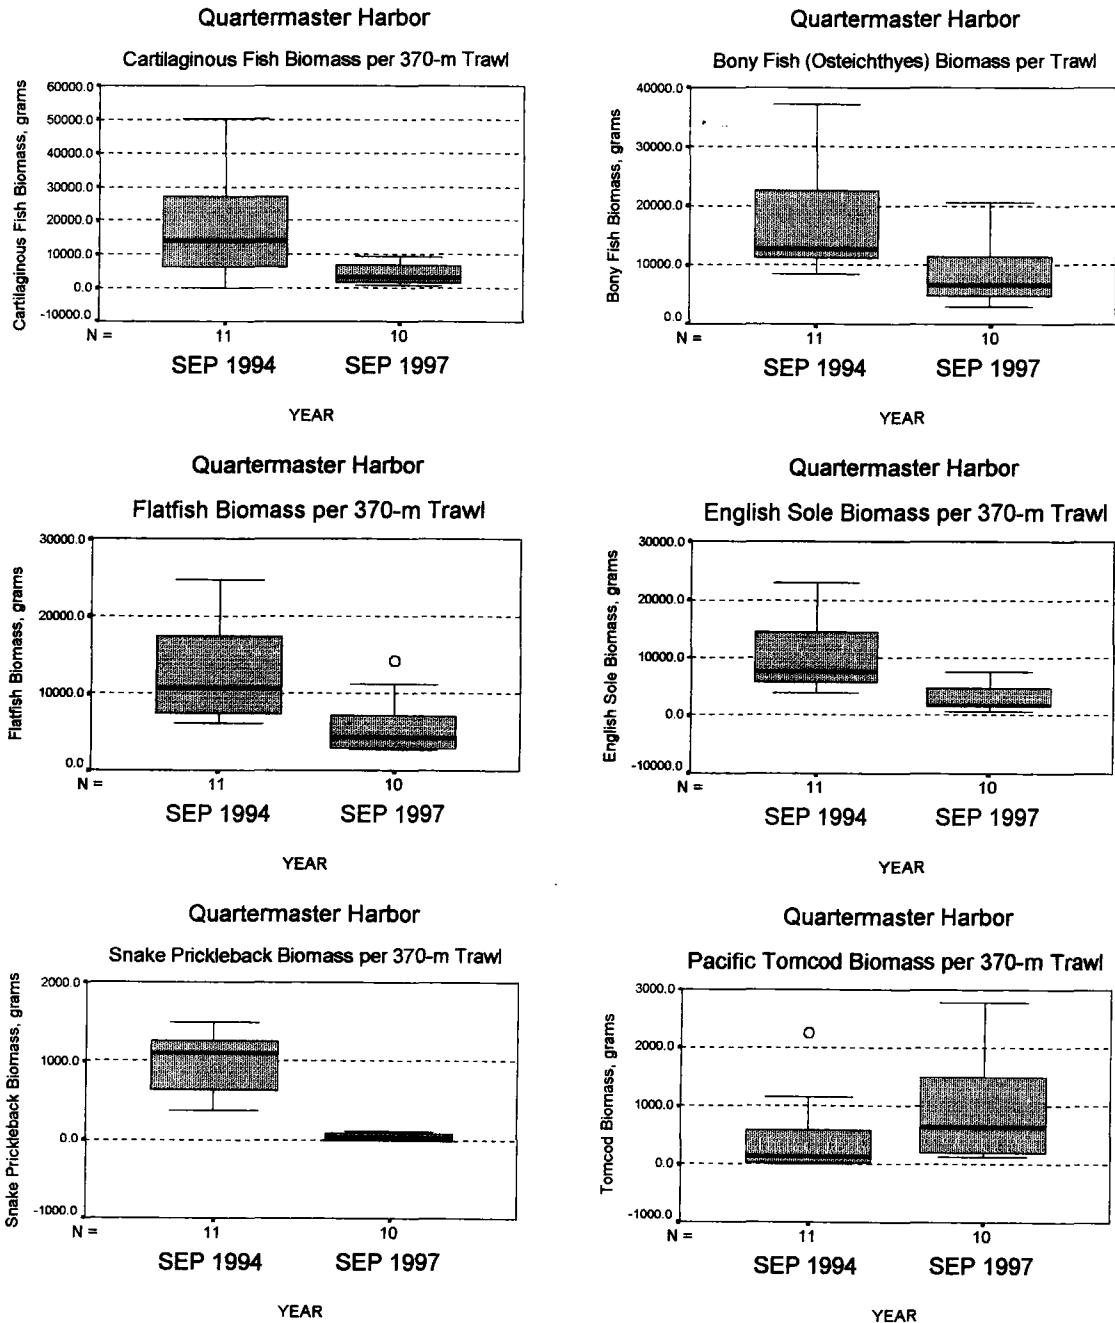 Quartermaster Harbor
Cartilaginous Fish Biomass per 370-m Trawl
Cartilaginous Fish Biomass, grams
60000.0
50000.0
40000.0
30000.0
20000.0
10000.0
0.0
-10000.0
N =
11
10
SEP 1994
SEP 1997
YEAR
Quartermaster Harbor
Bony Fish (Osteichthyes) Biomass per Trawl
Bony Fish Biomass, grams
40000.0
30000.0
20000.0
10000.0
0.0
N =
11
10
SEP 1994
SEP 1997
YEAR
Quartermaster Harbor
Flatfish Biomass per 370-m Trawl
Flatfish Biomass, grams
30000.0
20000.0
10000.0
0.0
N =
11
10
SEP 1994
SEP 1997
YEAR
Quartermaster Harbor
English Sole Biomass per 370-m Trawl
English Sole Biomass, grams
30000.0
20000.0
10000.0
0.0
-10000.0
N =
11
10
SEP 1994
SEP 1997
YEAR
Quartermaster Harbor
Snake Prickleback Biomass per 370-m Trawl
Snake Prickleback Biomass, grams
2000.0
1000.0
0.0
-1000.0
N =
11
10
SEP 1994
SEP 1997
YEAR
Quartermaster Harbor
Pacific Tomcod Biomass per 370-m Trawl
Tomcod Biomass, grams
3000.0
2000.0
1000.0
0.0
-1000.0
N =
11
10
SEP 1994
SEP 1997
YEAR